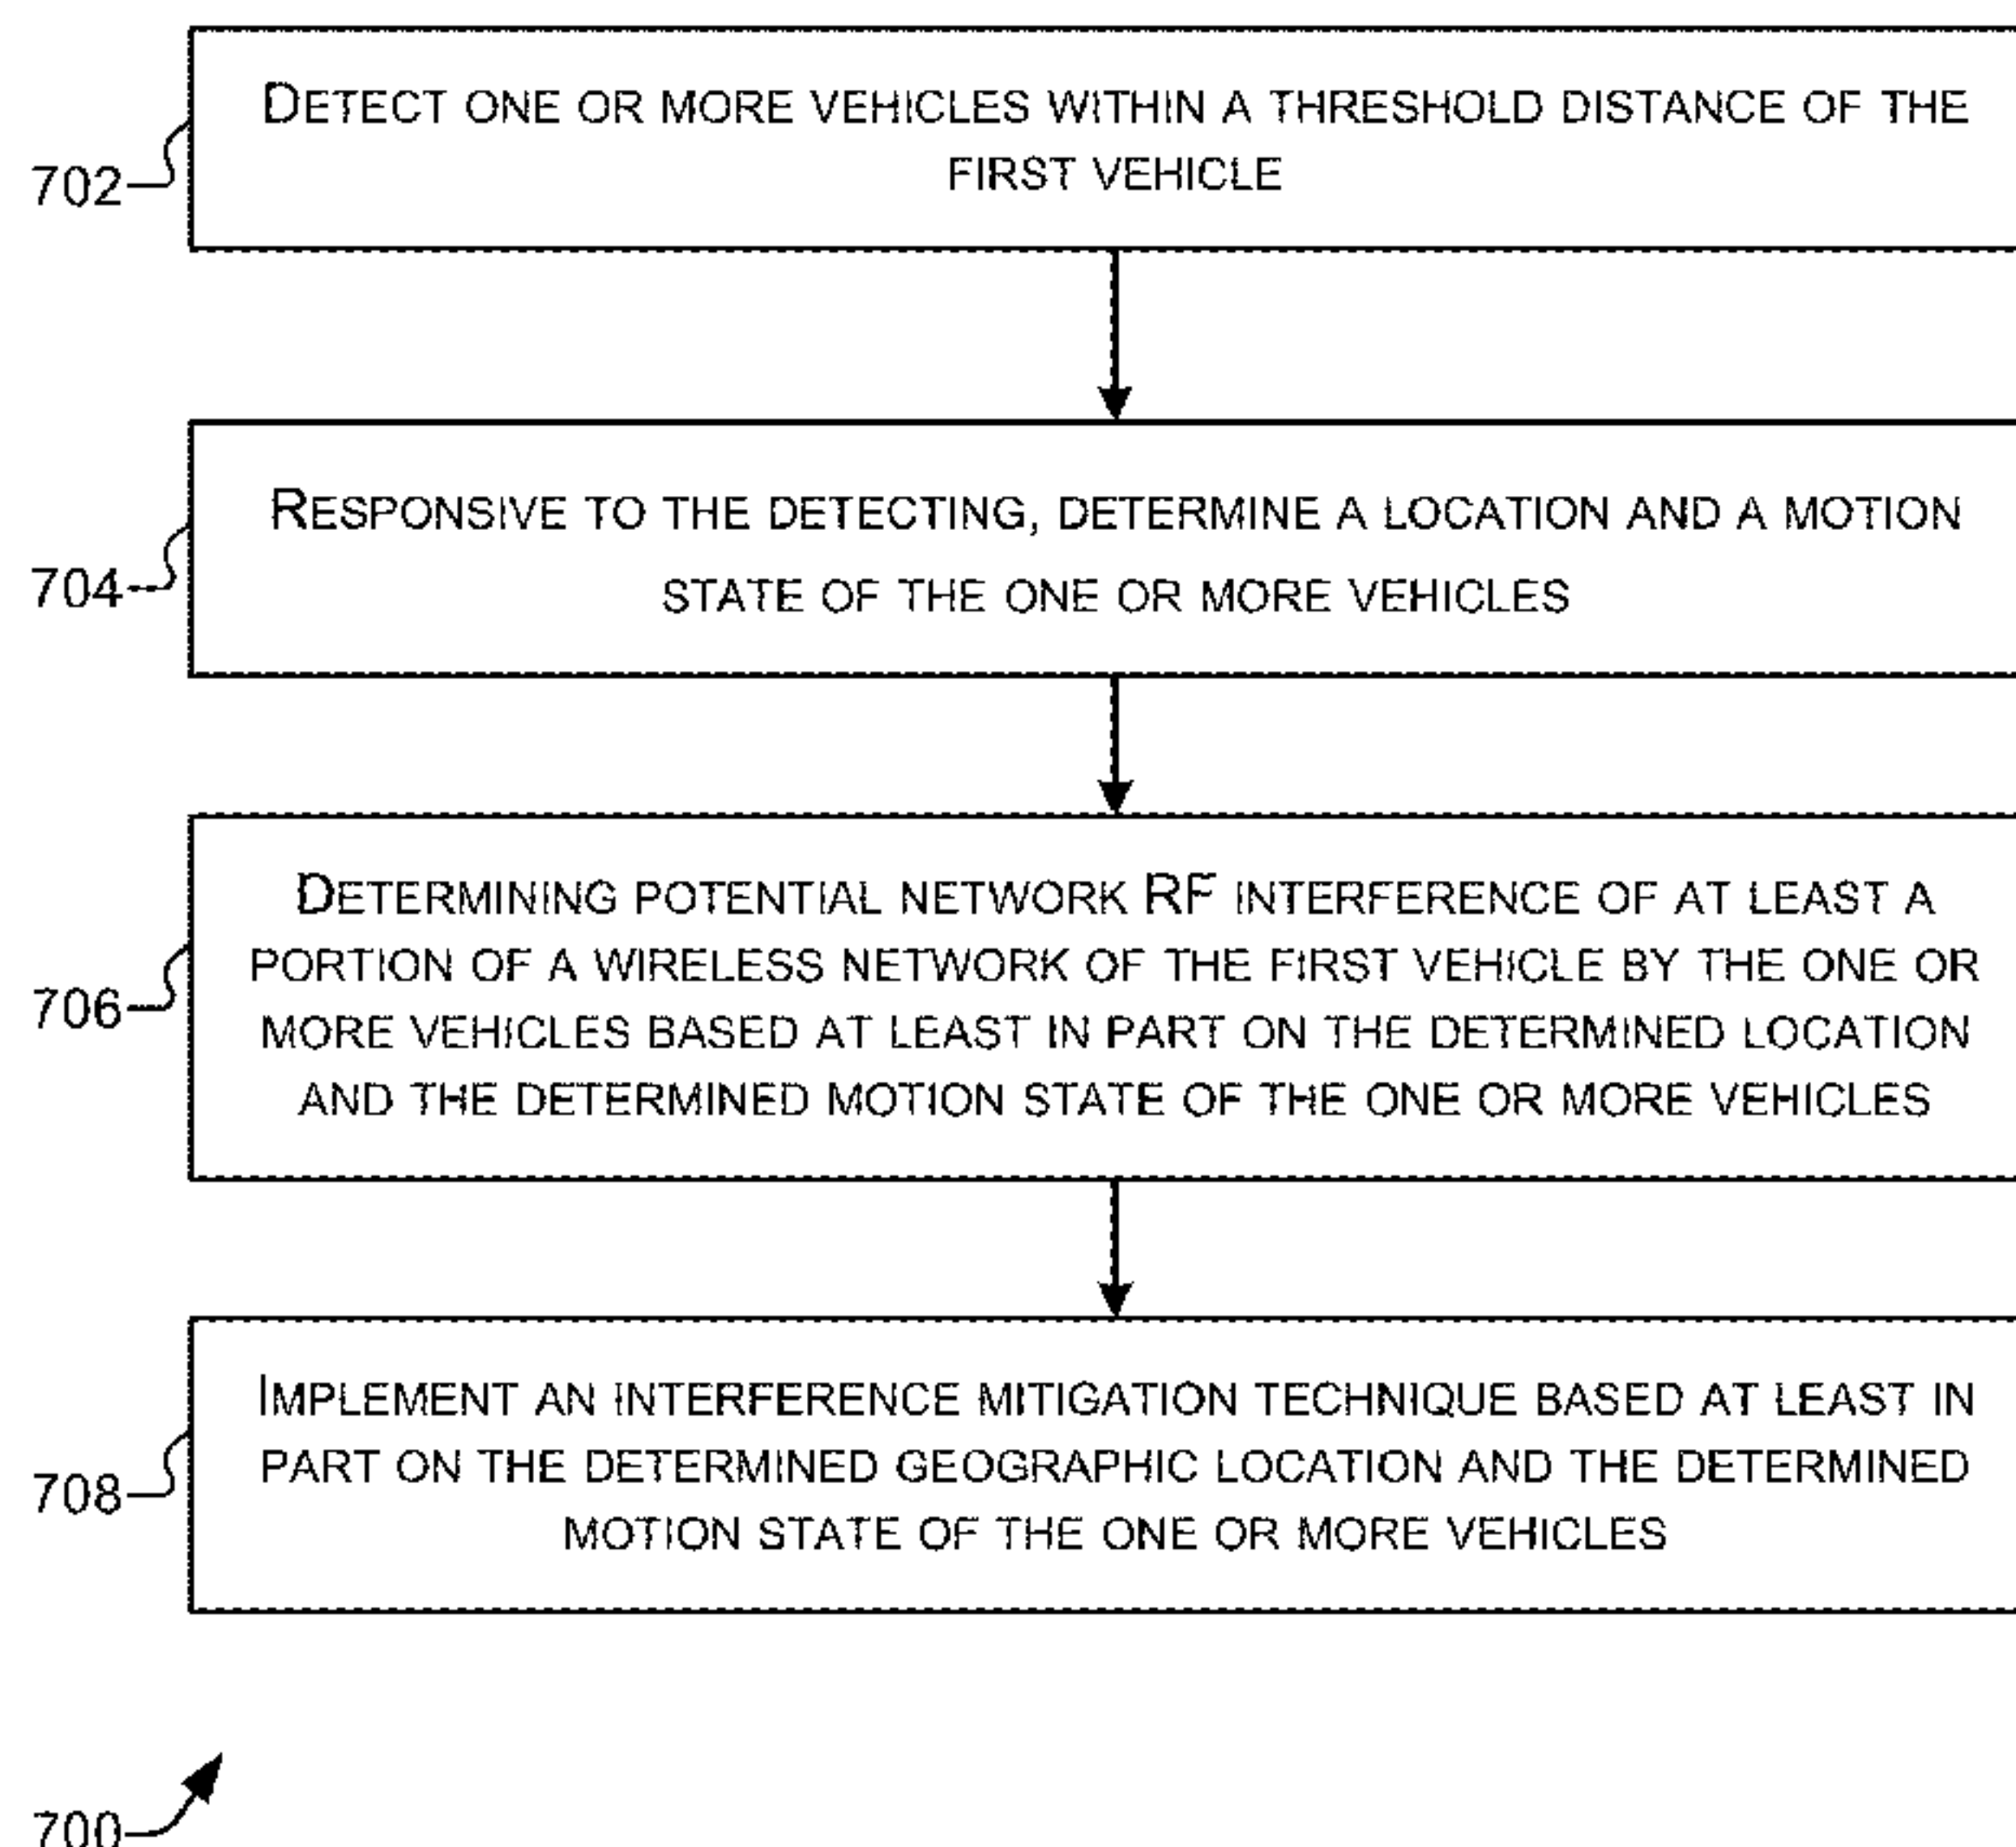 DETECT ONE OR MORE VEHICLES WITHIN A THRESHOLD DISTANCE OF THE
FIRST VEHICLE
702
RESPONSIVE TO THE DETECTING, DETERMINE A LOCATION AND A MOTION
STATE OF THE ONE OR MORE VEHICLES
704
DETERMINING POTENTIAL NETWORK RF INTERFERENCE OF AT LEAST A
PORTION OF A WIRELESS NETWORK OF THE FIRST VEHICLE BY THE ONE OR
MORE VEHICLES BASED AT LEAST IN PART ON THE DETERMINED LOCATION
AND THE DETERMINED MOTION STATE OF THE ONE OR MORE VEHICLES
706
IMPLEMENT AN INTERFERENCE MITIGATION TECHNIQUE BASED AT LEAST IN
PART ON THE DETERMINED GEOGRAPHIC LOCATION AND THE DETERMINED
MOTION STATE OF THE ONE OR MORE VEHICLES
708
700